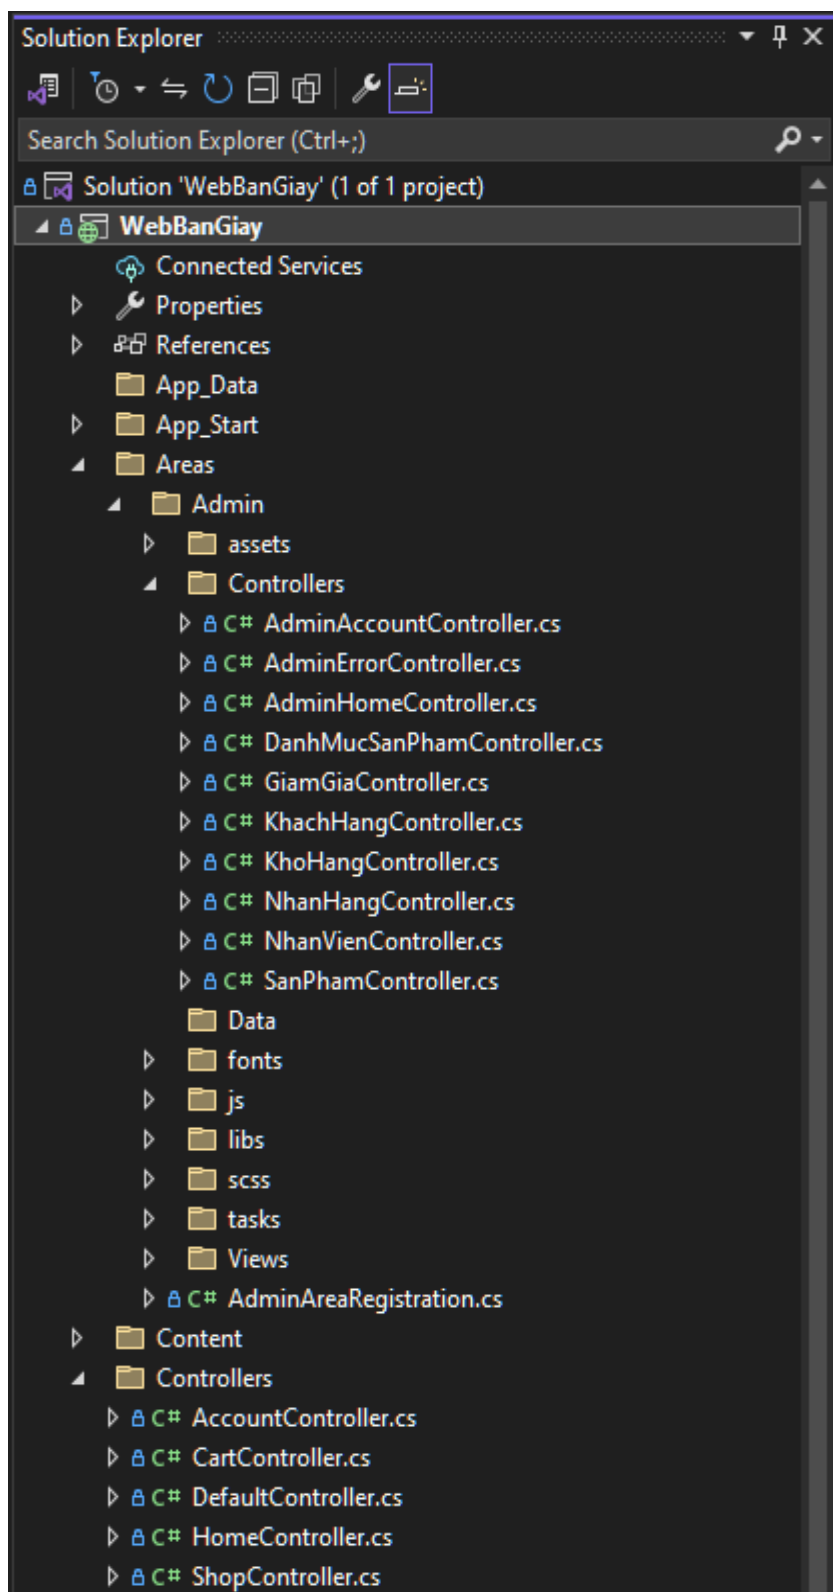 Solution Explorer
Search Solution Explorer (Ctrl+;)
Solution 'WebBanGiay' (1 of 1 project)
WebBanGiay
Connected Services
Properties
References
App_Data
App_Start
Areas
Admin
assets
Controllers
C# AdminAccountController.cs
C# AdminErrorController.cs
C# AdminHomeController.cs
C# DanhMucSanPhamController.cs
C# GiamGiaController.cs
C# KhachHangController.cs
C# KhoHangController.cs
C# NhanHangController.cs
C# NhanVienController.cs
C# SanPhamController.cs
Data
fonts
js
libs
scss
tasks
Views
C# AdminAreaRegistration.cs
Content
Controllers
C# AccountController.cs
C# CartController.cs
C# DefaultController.cs
C# HomeController.cs
C# ShopController.cs